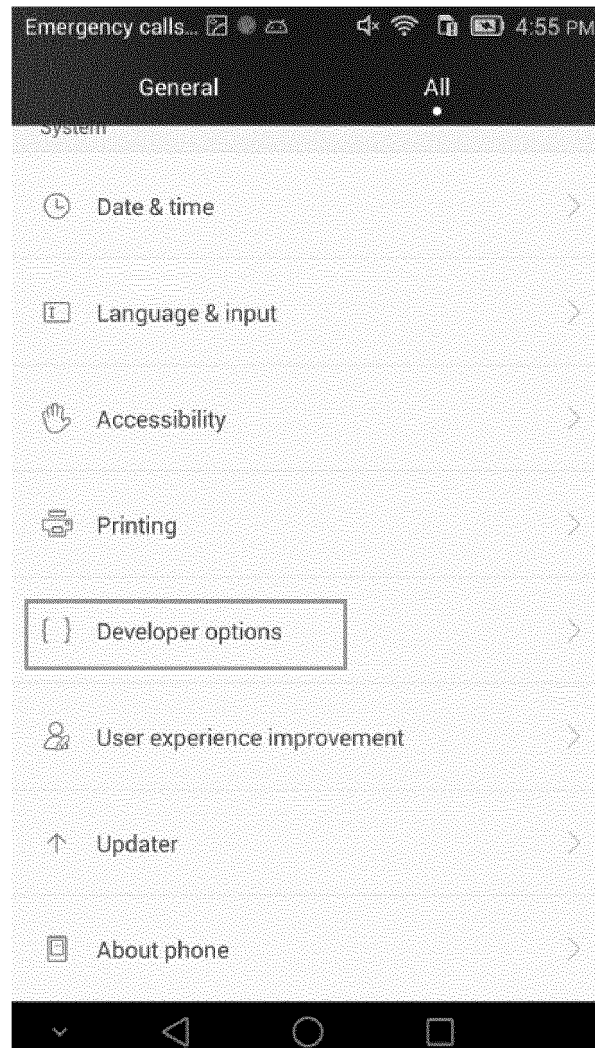 Emergency calls... 4:55 PM
General All
System
Date & time
Language & input
Accessibility
Printing
{ } Developer options
User experience improvement
Updater
About phone